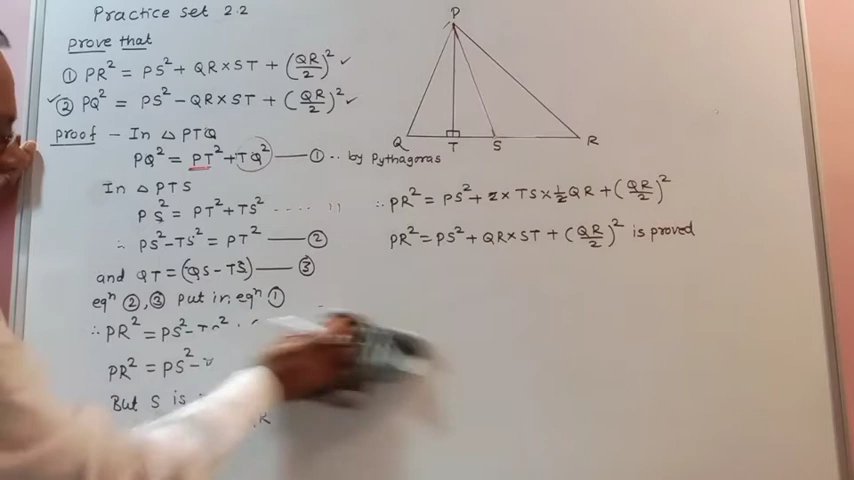 Practice set 2.2
prove that
① PR² = PS² + QR × ST + (QR/2)² ✓
✓② PQ² = PS² - QR × ST + (QR/2)² ✓
proof - In △ PTQ
PQ² = PT² + TQ² —— ① .. by Pythagoras
In △ PTS
PS² = PT² + TS² ..... ,,
∴ PS² - TS² = PT² —— ②
and QT = (QS - TS) —— ③
eqⁿ ②, ③ put in eqⁿ ①
∴ PR² = PS² -
PR² = PS² -
But S is
R
∴ PR² = PS² + 2 × TS × ½ QR + (QR/2)²
PR² = PS² + QR × ST + (QR/2)² is proved
P
Q
T
S
R